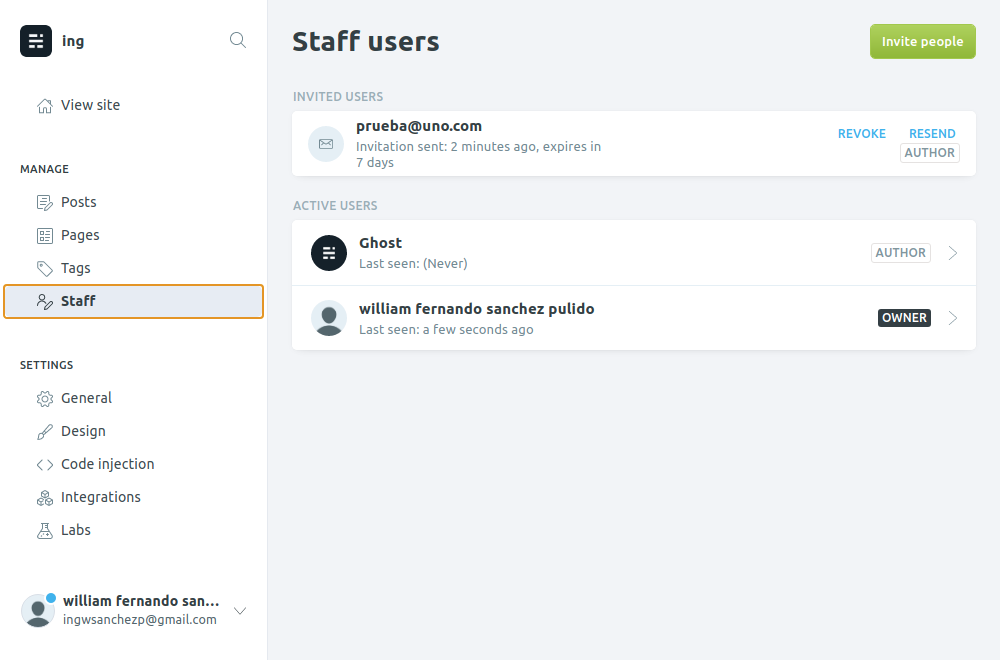 ing
View site
MANAGE
Posts
Pages
Tags
Staff
SETTINGS
General
Design
Code injection
Integrations
Labs
william fernando san...
ingwsanchezp@gmail.com
Staff users
Invite people
INVITED USERS
prueba@uno.com
Invitation sent: 2 minutes ago, expires in
7 days
REVOKE RESEND
AUTHOR
ACTIVE USERS
Ghost
Last seen: (Never)
AUTHOR
william fernando sanchez pulido
Last seen: a few seconds ago
OWNER